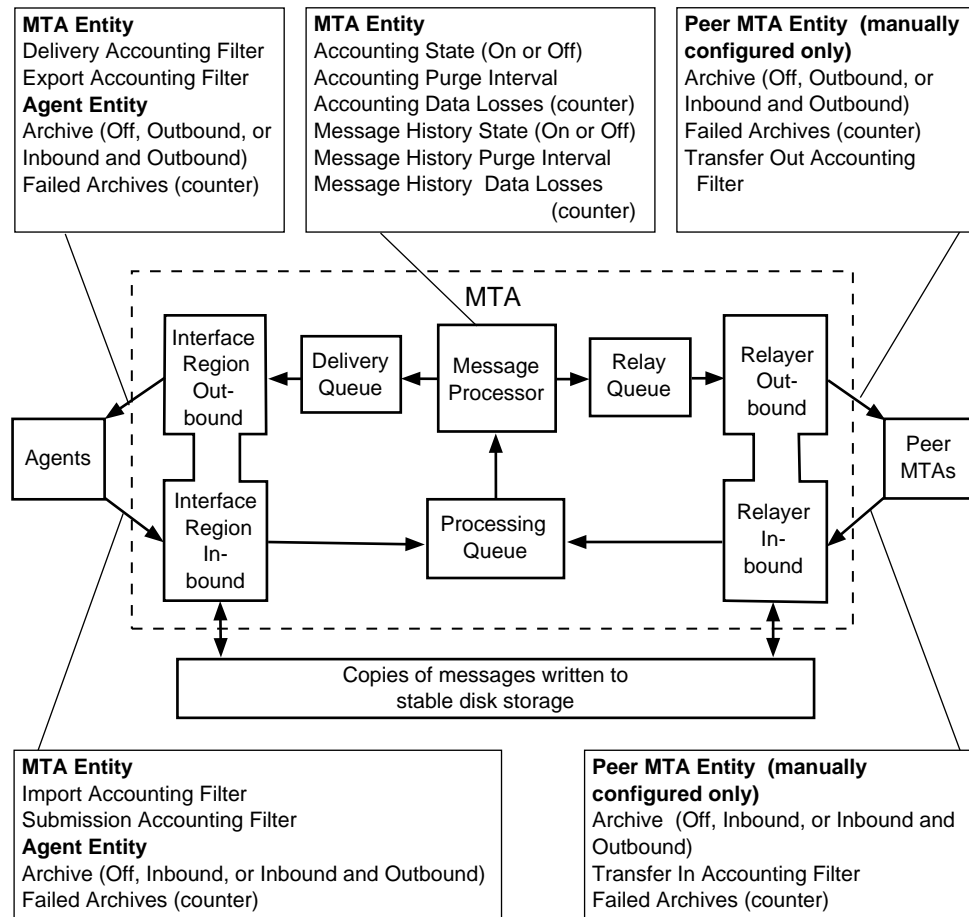 MTA Entity
Delivery Accounting Filter
Export Accounting Filter
Agent Entity
Archive (Off, Outbound, or
Inbound and Outbound)
Failed Archives (counter)
MTA Entity
Accounting State (On or Off)
Accounting Purge Interval
Accounting Data Losses (counter)
Message History State (On or Off)
Message History Purge Interval
Message History Data Losses
(counter)
Peer MTA Entity (manually
configured only)
Archive (Off, Outbound, or
Inbound and Outbound)
Failed Archives (counter)
Transfer Out Accounting
Filter
MTA
Interface
Region
Out-
bound
Delivery
Queue
Message
Processor
Relay
Queue
Relayer
Out-
bound
Agents
Peer
MTAs
Interface
Region
In-
bound
Processing
Queue
Relayer
In-
bound
Copies of messages written to
stable disk storage
MTA Entity
Import Accounting Filter
Submission Accounting Filter
Agent Entity
Archive (Off, Inbound, or Inbound and Outbound)
Failed Archives (counter)
Peer MTA Entity (manually
configured only)
Archive (Off, Inbound, or Inbound and
Outbound)
Transfer In Accounting Filter
Failed Archives (counter)